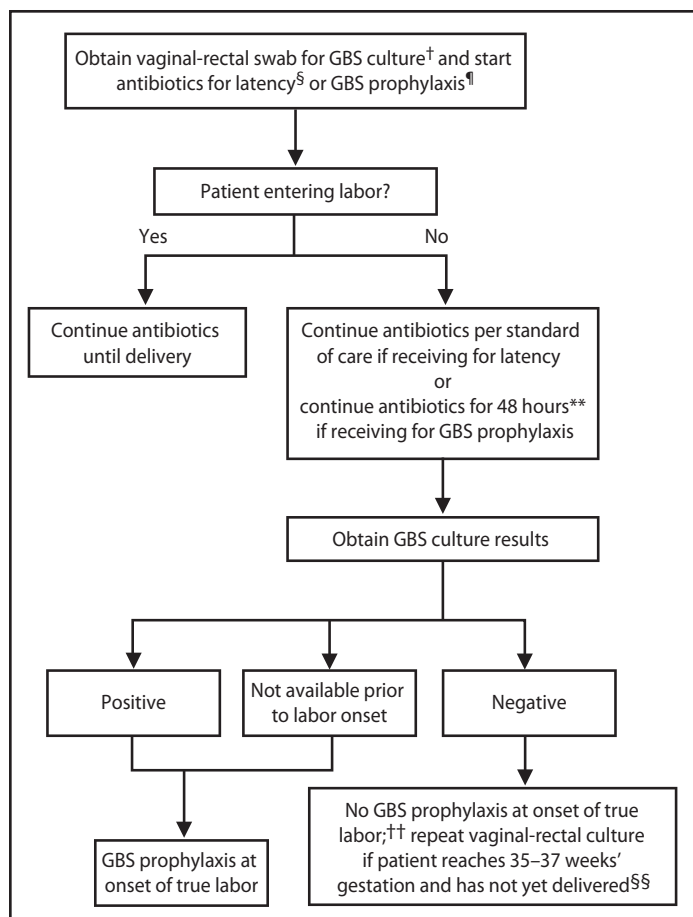 Obtain vaginal-rectal swab for GBS culture† and start
antibiotics for latency§ or GBS prophylaxis¶
Patient entering labor?
Yes
No
Continue antibiotics
until delivery
Continue antibiotics per standard
of care if receiving for latency
or
continue antibiotics for 48 hours**
if receiving for GBS prophylaxis
Obtain GBS culture results
Positive
Not available prior
to labor onset
Negative
GBS prophylaxis at
onset of true labor
No GBS prophylaxis at onset of true
labor;†† repeat vaginal-rectal culture
if patient reaches 35–37 weeks’
gestation and has not yet delivered§§